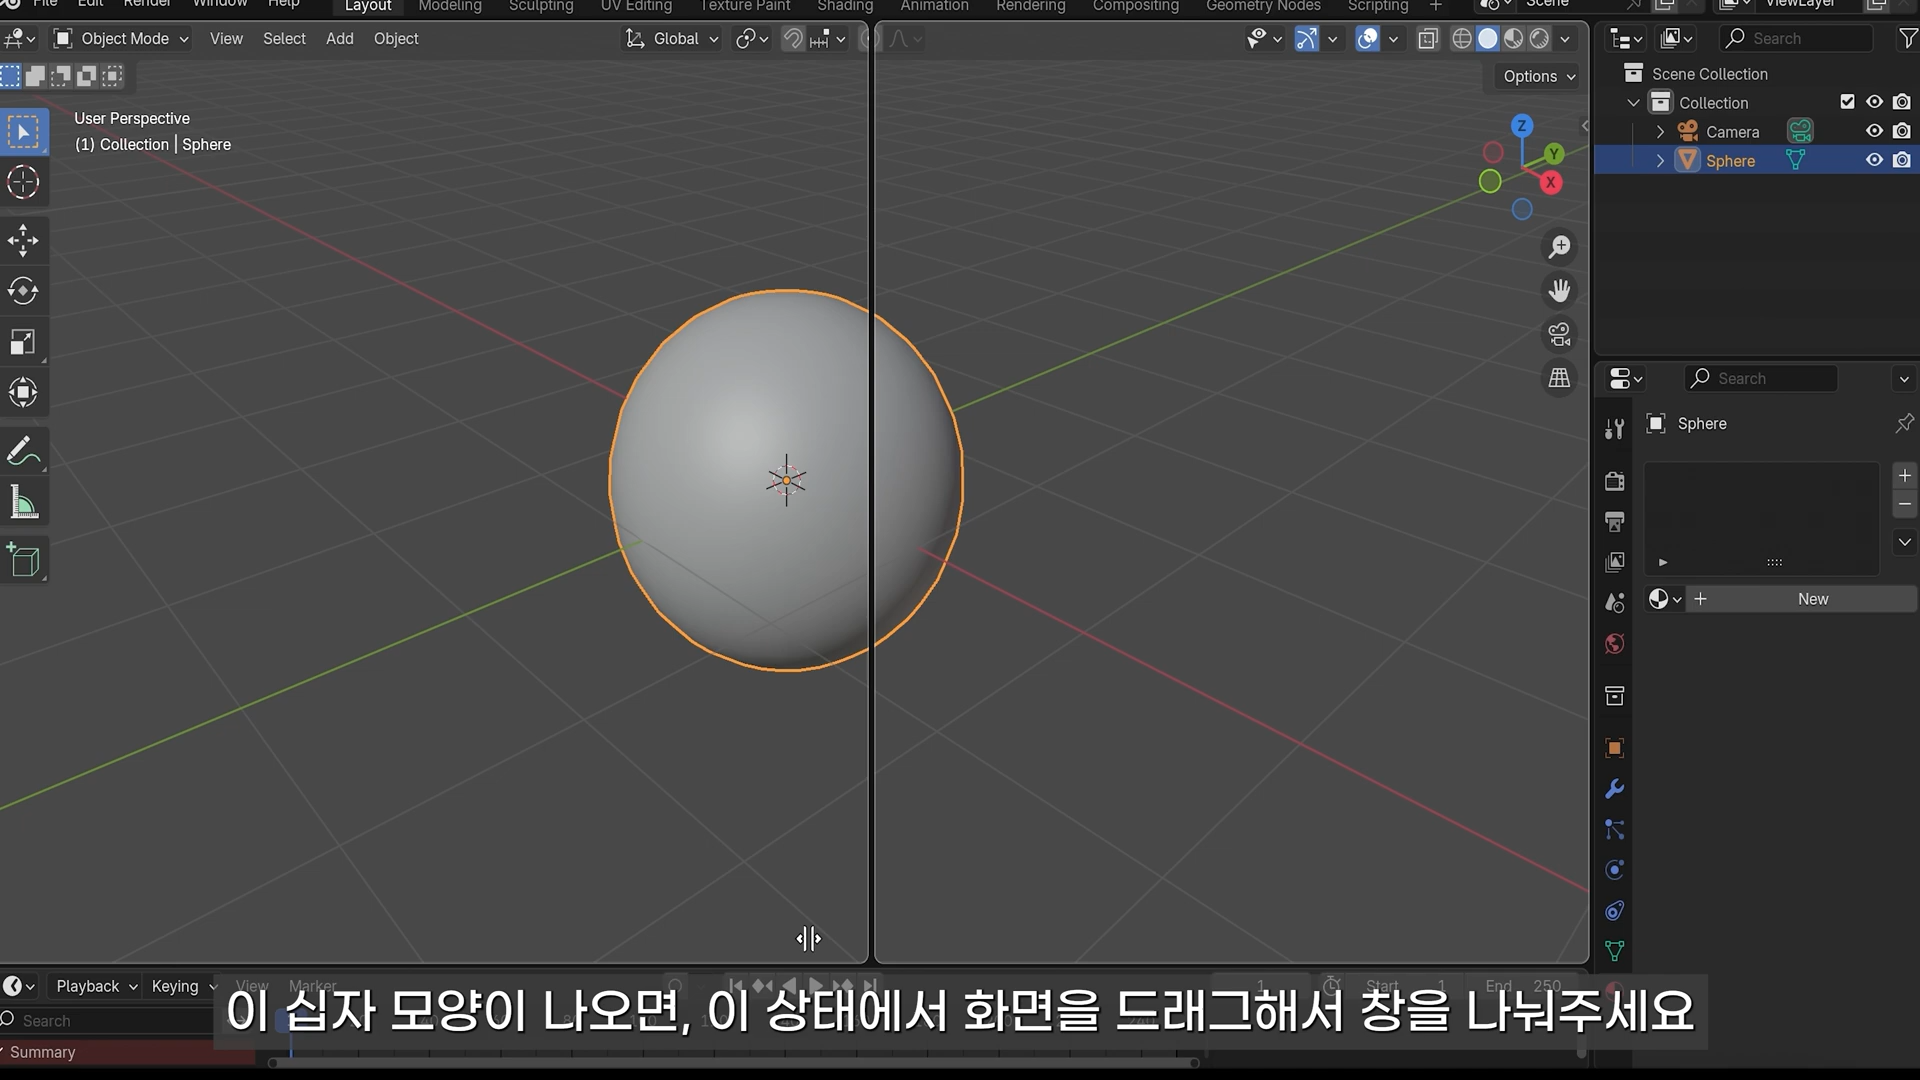 File Edit Render Window Help Layout Modeling Sculpting UV Editing Texture Paint Shading Animation Rendering Compositing Geometry Nodes Scripting + Scene ViewLayer
Object Mode View Select Add Object Global
Search
Options
User Perspective
(1) Collection | Sphere
Z
Y
X
Scene Collection
Collection
Camera
Sphere
Search
Sphere
New
Playback Keying View Marker 1 Start 1 End 250
Search
Summary
이 십자 모양이 나오면, 이 상태에서 화면을 드래그해서 창을 나눠주세요